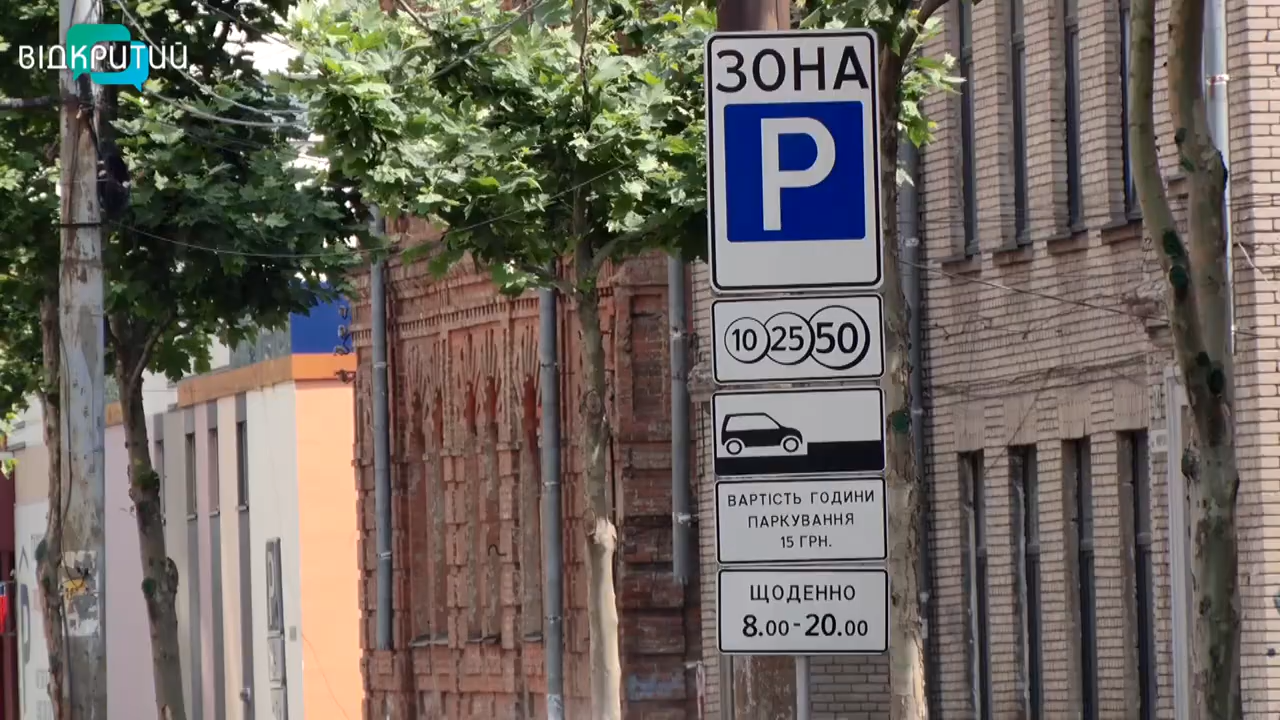 ВІДКРИТИЙ
ЗОНА
P
10 25 50
ВАРТІСТЬ ГОДИНИ
ПАРКУВАННЯ
15 ГРН.
ЩОДЕННО
8.00-20.00